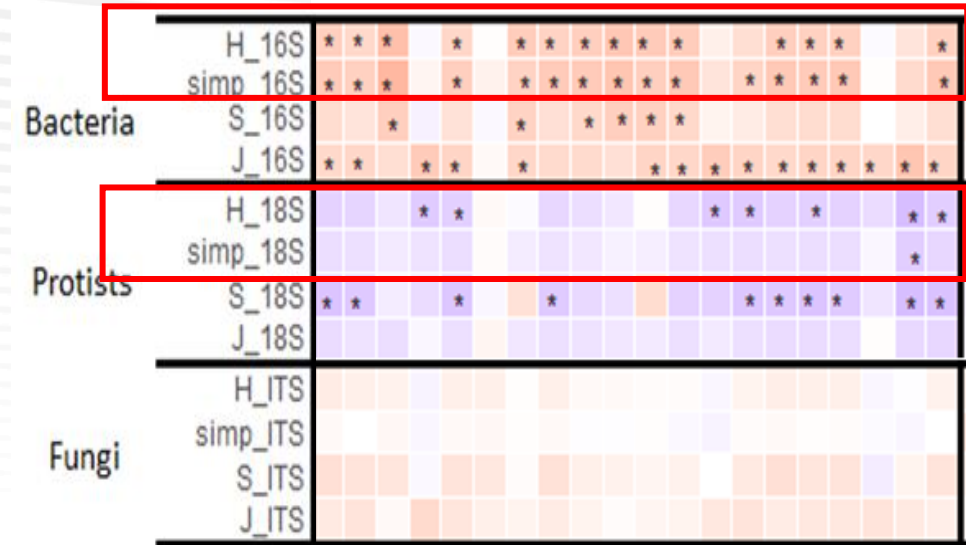 H_16S * * * * * * * * * * * * * *
simp_16S * * * * * * * * * * * * * * *
Bacteria
S_16S * * * * * *
J_16S * * * * * * * * * * * * * * *
H_18S * * * * * * *
simp_18S *
Protists
S_18S * * * * * * * * * *
J_18S
H_ITS
simp_ITS
Fungi
S_ITS
J_ITS